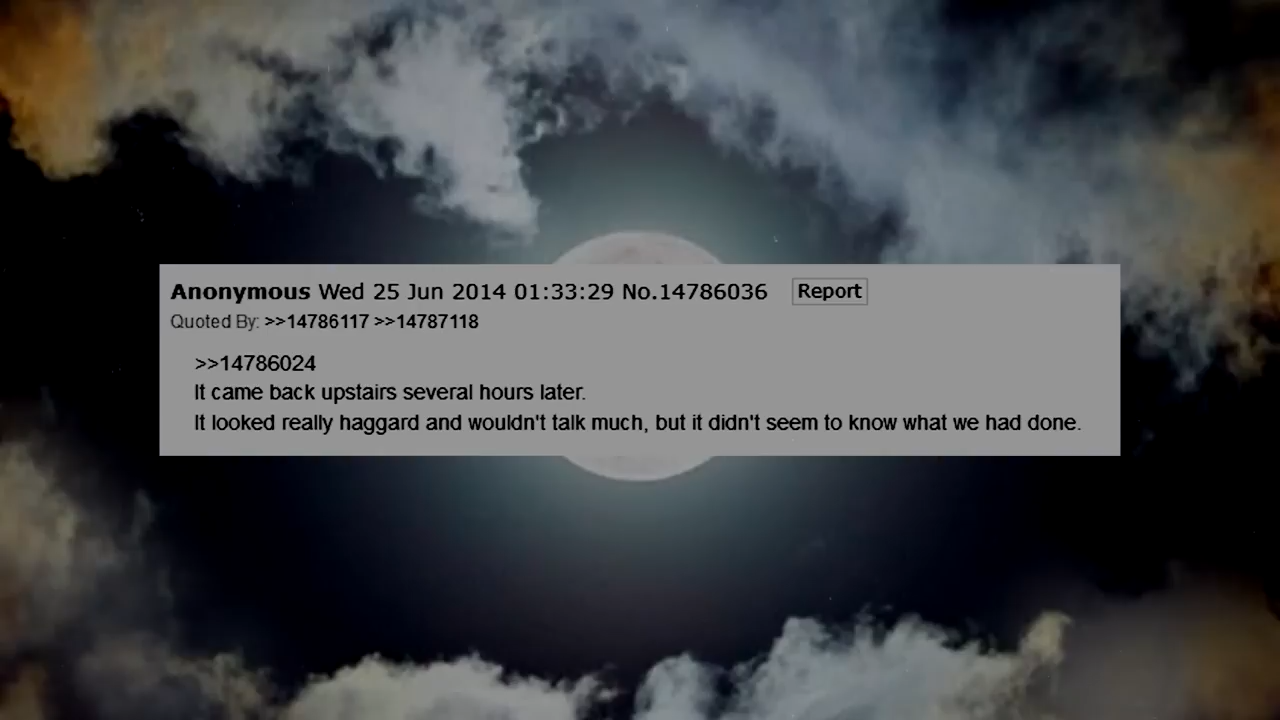 Anonymous Wed 25 Jun 2014 01:33:29 No.14786036 Report
Quoted By: >>14786117 >>14787118
>>14786024
It came back upstairs several hours later.
It looked really haggard and wouldn't talk much, but it didn't seem to know what we had done.